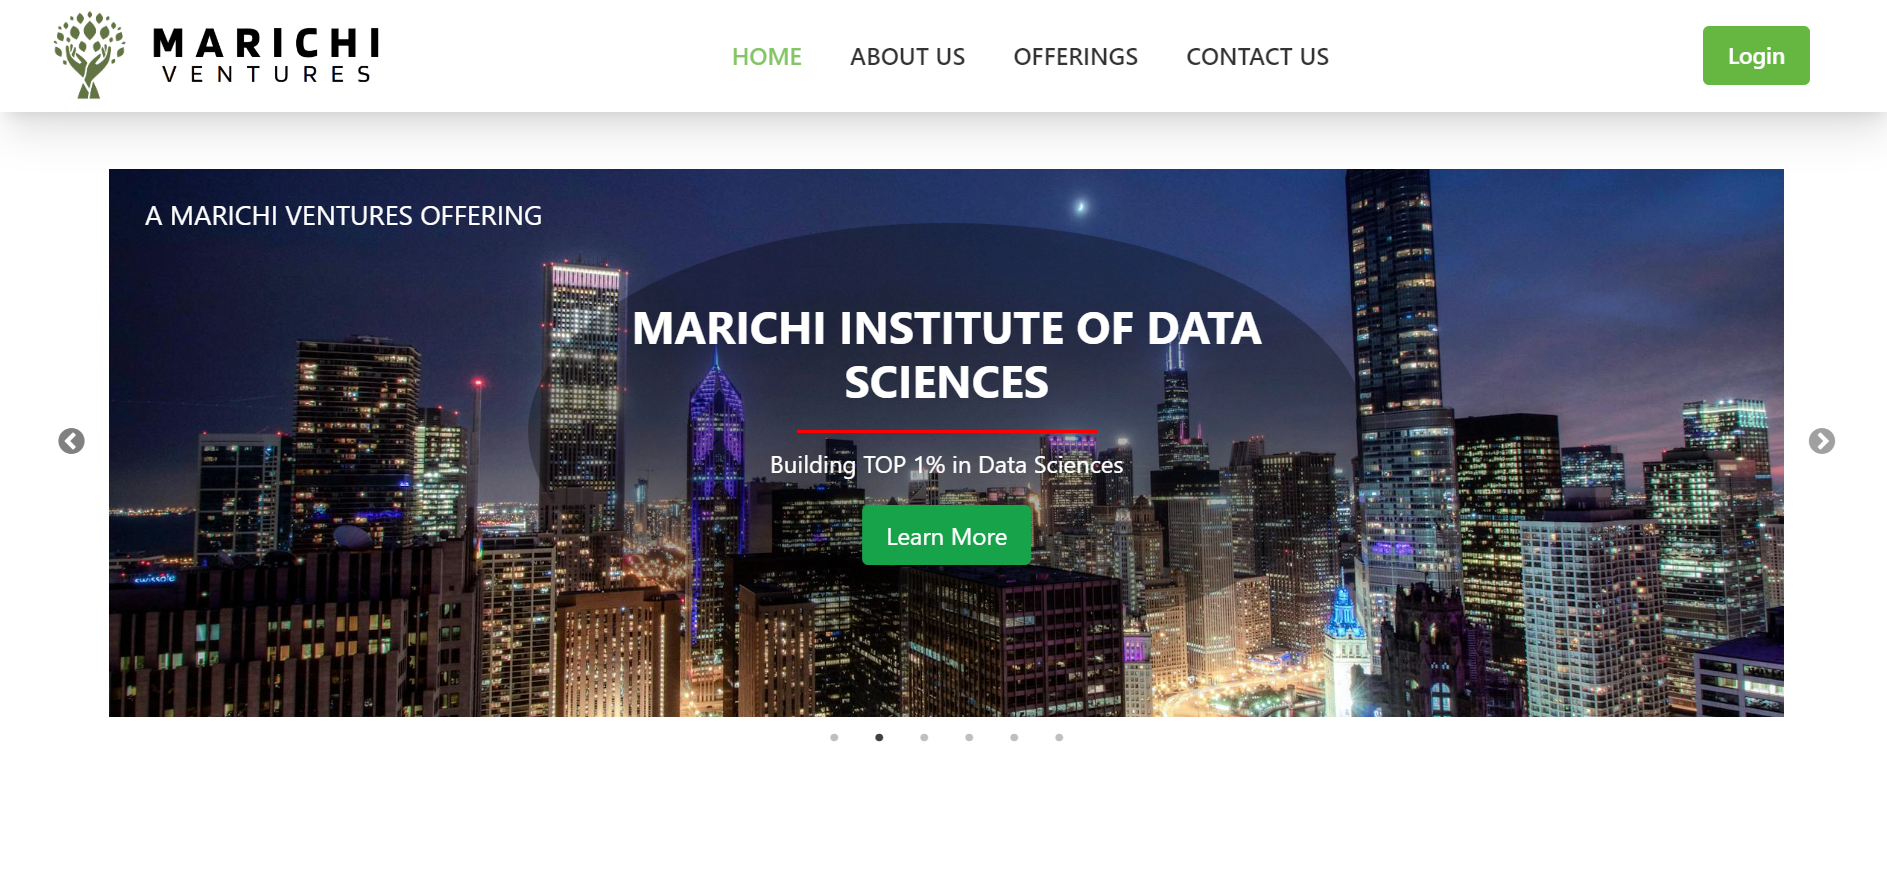 MARICHI
VENTURES
HOME
ABOUT US
OFFERINGS
CONTACT US
Login
A MARICHI VENTURES OFFERING
MARICHI INSTITUTE OF DATA
SCIENCES
Building TOP 1% in Data Sciences
Learn More
swissôtel